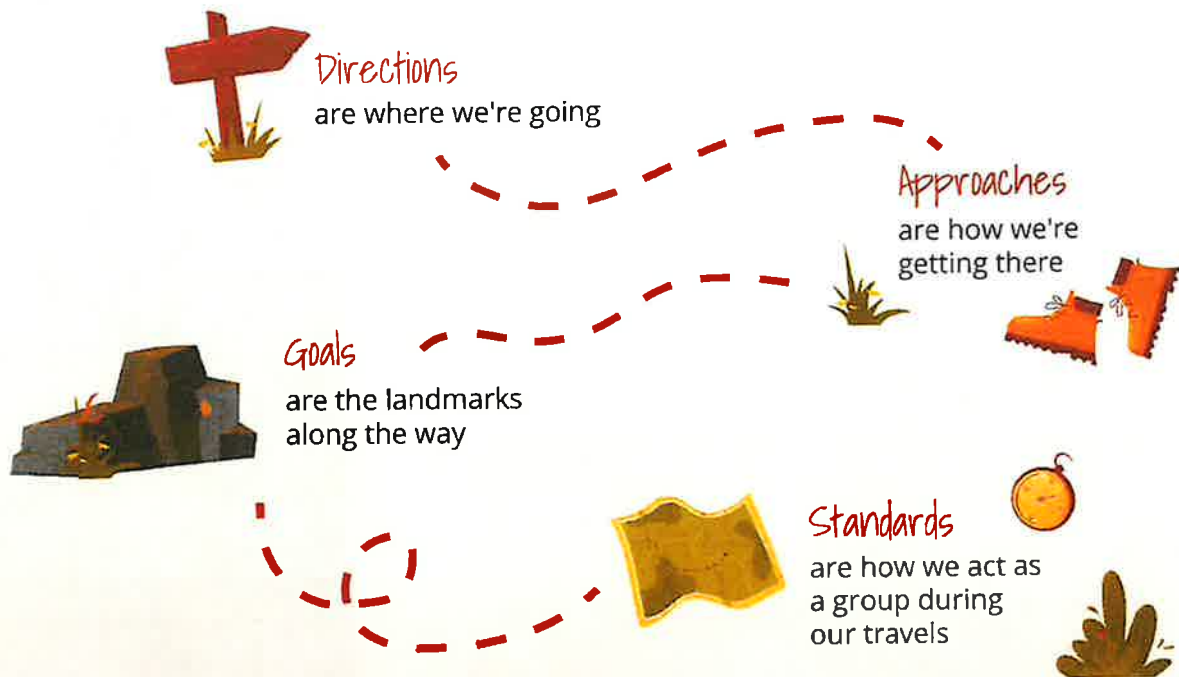 Directions
are where we're going
Approaches
are how we're
getting there
Goals
are the landmarks
along the way
Standards
are how we act as
a group during
our travels